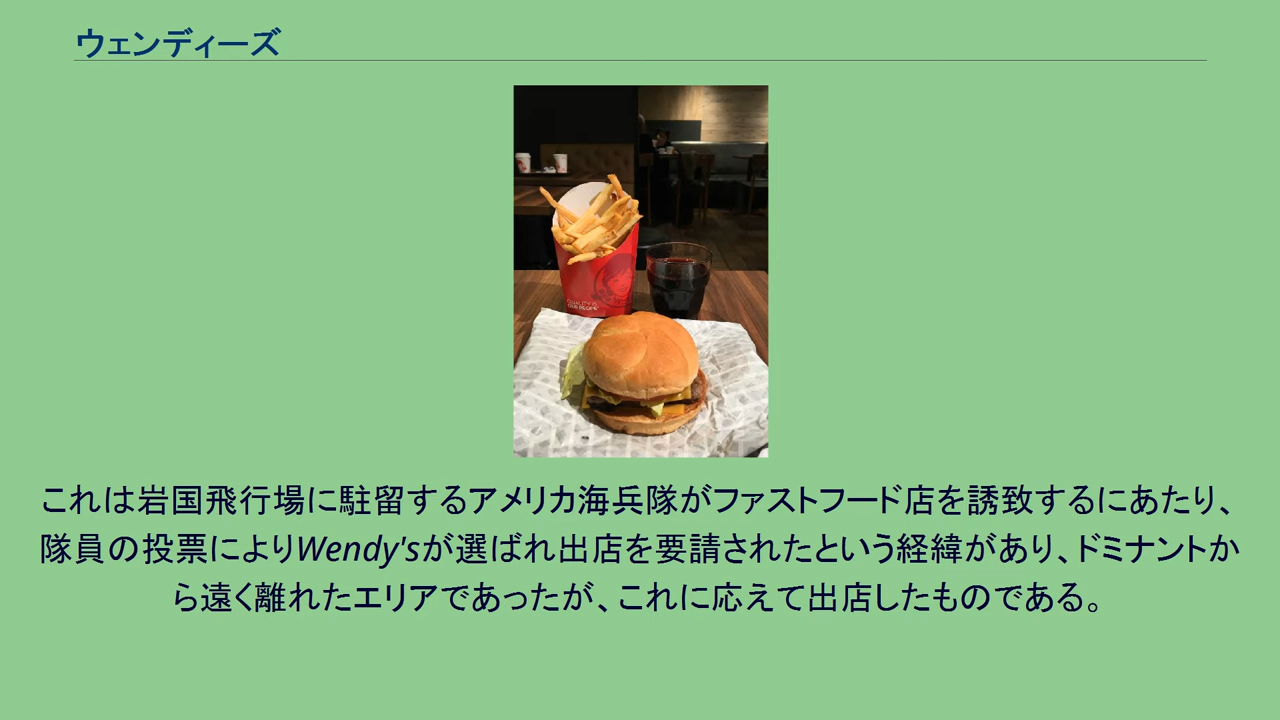 ウェンディーズ
QUALITY IS
OUR RECIPE
これは岩国飛行場に駐留するアメリカ海兵隊がファストフード店を誘致するにあたり、
隊員の投票によりWendy'sが選ばれ出店を要請されたという経緯があり、ドミナントか
ら遠く離れたエリアであったが、これに応えて出店したものである。